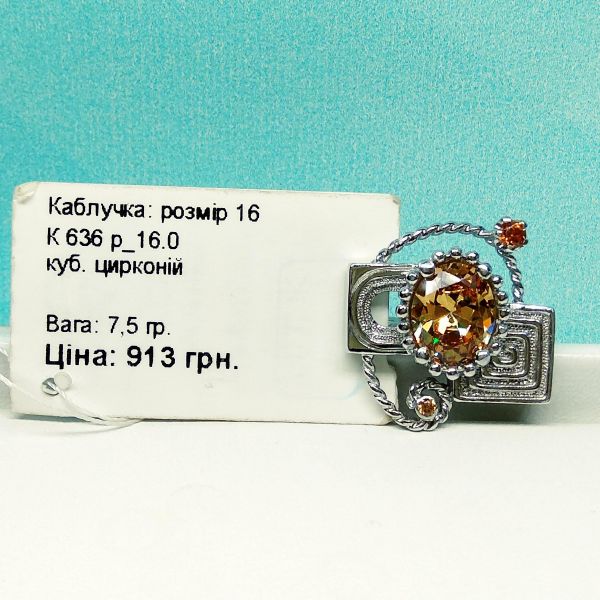 Каблучка: розмір 16
К 636 р_16.0
куб. цирконій
Вага: 7,5 гр.
Ціна: 913 грн.